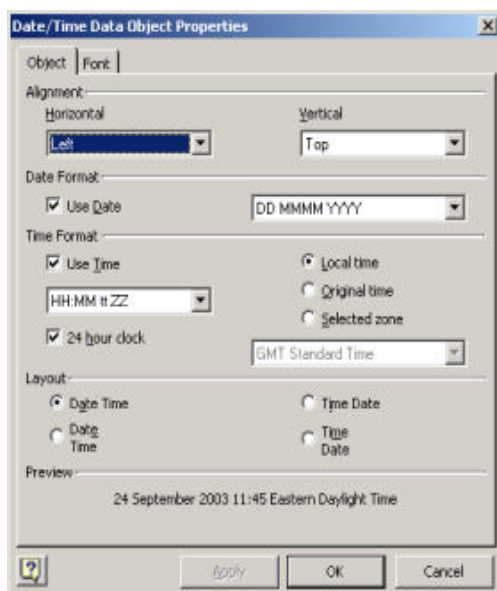 Date/Time Data Object Properties
Object Font
Alignment
Horizontal Vertical
Left Top
Date Format
Use Date DD MMMM YYYY
Time Format
Use Time Local time
HH:MM tt ZZ Original time
24 hour clock Selected zone
GMT Standard Time
Layout
Date Time Time Date
Date Time
Time Date
Preview
24 September 2003 11:45 Eastern Daylight Time
Apply OK Cancel